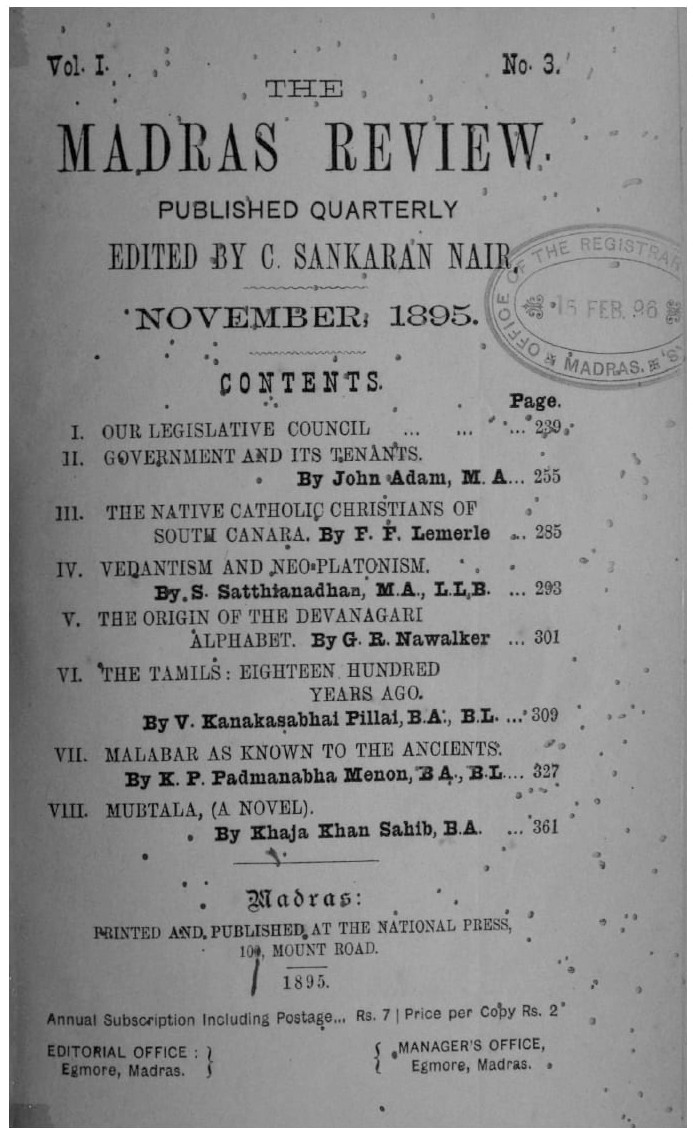 Vol. I. No. 3.
THE
MADRAS REVIEW.
PUBLISHED QUARTERLY
EDITED BY C. SANKARAN NAIR,
NOVEMBER, 1895.
OFFICE OF THE REGISTRAR
15 FEB. 96
MADRAS.
CONTENTS.
Page.
I. OUR LEGISLATIVE COUNCIL ... ... ... 239
II. GOVERNMENT AND ITS TENANTS.
By John Adam, M. A... 255
III. THE NATIVE CATHOLIC CHRISTIANS OF
SOUTH CANARA. By F. F. Lemerle ... 285
IV. VEDANTISM AND NEO-PLATONISM.
By S. Satthianadhan, M.A., L.L.B. ... 293
V. THE ORIGIN OF THE DEVANAGARI
ALPHABET. By G. R. Nawalker ... 301
VI. THE TAMILS: EIGHTEEN HUNDRED
YEARS AGO.
By V. Kanakasabhai Pillai, B.A., B.L. ... 309
VII. MALABAR AS KNOWN TO THE ANCIENTS.
By K. P. Padmanabha Menon, B A., B.L.... 327
VIII. MUBTALA, (A NOVEL).
By Khaja Khan Sahib, B.A. ... 361
Madras:
PRINTED AND PUBLISHED AT THE NATIONAL PRESS,
MOUNT ROAD.
1895.
Annual Subscription Including Postage... Rs. 7 | Price per Copy Rs. 2
EDITORIAL OFFICE : } { MANAGER'S OFFICE,
Egmore, Madras. } { Egmore, Madras.